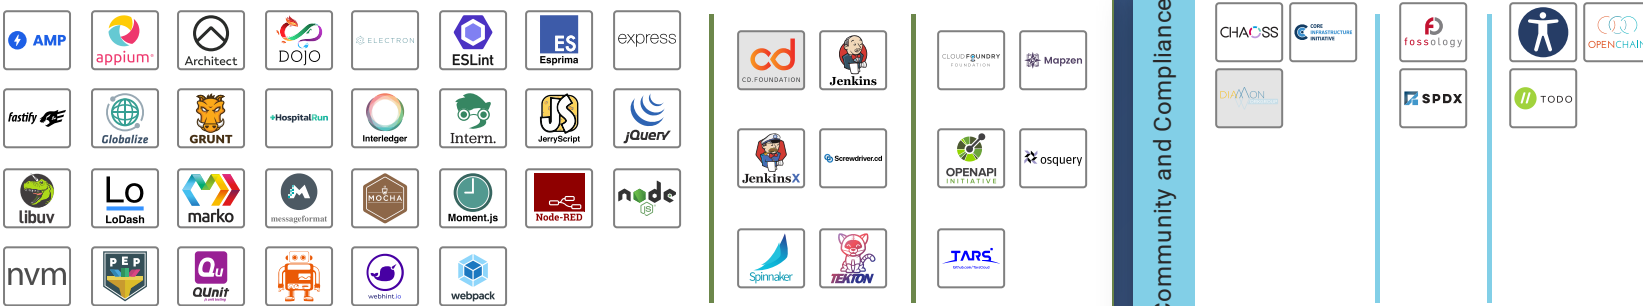 AMP
appium
Architect
DOJO
ELECTRON
ESLint
ES
Esprima
express
fastify
Globalize
GRUNT
HospitalRun
Interledger
Intern.
JS
JerryScript
jQuery
libuv
Lo
LoDash
marko
M
messageformat
MOCHA
Moment.js
Node-RED
node
JS
nvm
PEP
Qu
QUnit
webhint.io
webpack
cd
CD.FOUNDATION
Jenkins
JenkinsX
Screwdriver.cd
Spinnaker
TEKTON
CLOUDFOUNDRY
FOUNDATION
Mapzen
OPENAPI
INITIATIVE
osquery
TARS
Community and Compliance
CHAOSS
CORE
INFRASTRUCTURE
INITIATIVE
DIAMON
fossology
SPDX
OPENCHAIN
TODO